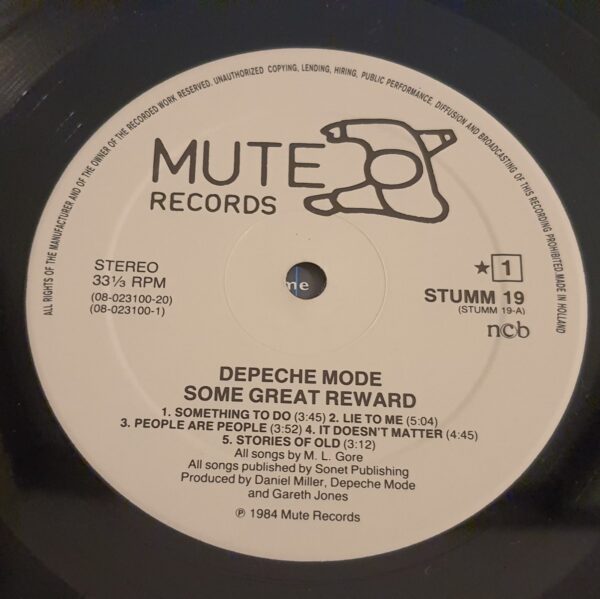 ALL RIGHTS OF THE MANUFACTURER AND OF THE OWNER OF THE RECORDED WORK RESERVED. UNAUTHORIZED COPYING, LENDING, HIRING, PUBLIC PERFORMANCE, DIFFUSION AND BROADCASTING OF THIS RECORDING PROHIBITED. MADE IN HOLLAND
MUTE
RECORDS
STEREO
33⅓ RPM
(08-023100-20)
(08-023100-1)
me
★ 1
STUMM 19
(STUMM 19-A)
ncb
DEPECHE MODE
SOME GREAT REWARD
1. SOMETHING TO DO (3:45) 2. LIE TO ME (5:04)
3. PEOPLE ARE PEOPLE (3:52) 4. IT DOESN'T MATTER (4:45)
5. STORIES OF OLD (3:12)
All songs by M. L. Gore
All songs published by Sonet Publishing
Produced by Daniel Miller, Depeche Mode
and Gareth Jones
℗ 1984 Mute Records